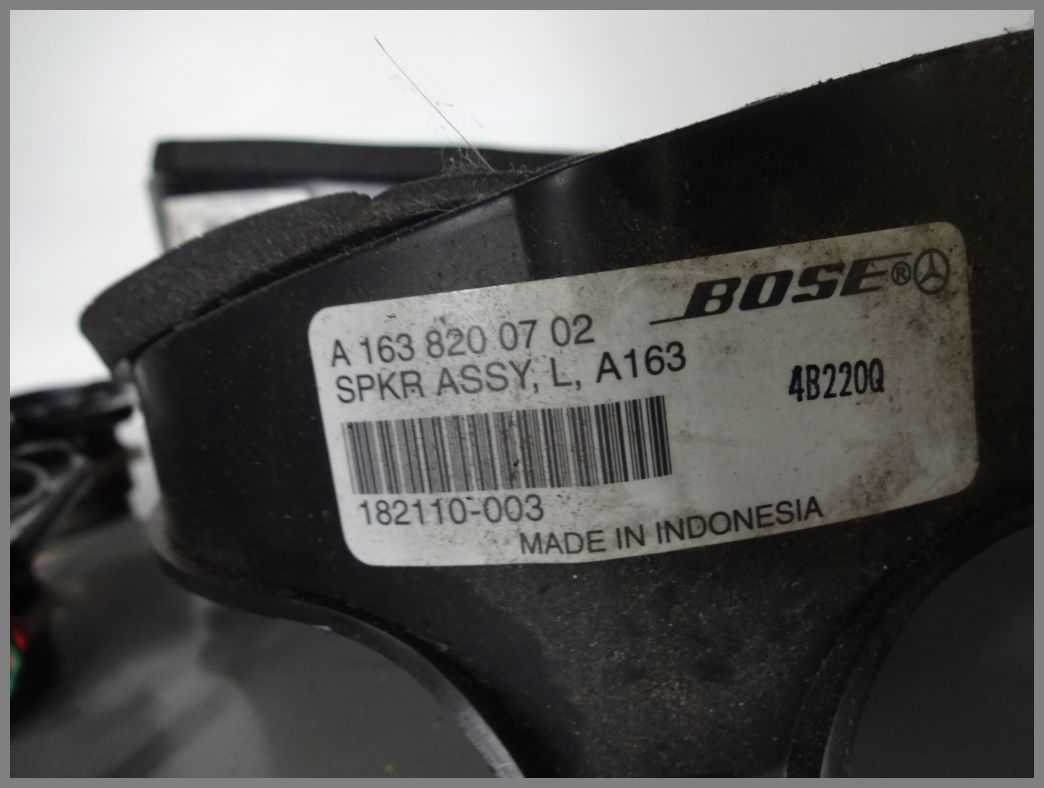 BOSE®
A 163 820 07 02
SPKR ASSY, L, A163
4B220Q
182110-003
MADE IN INDONESIA